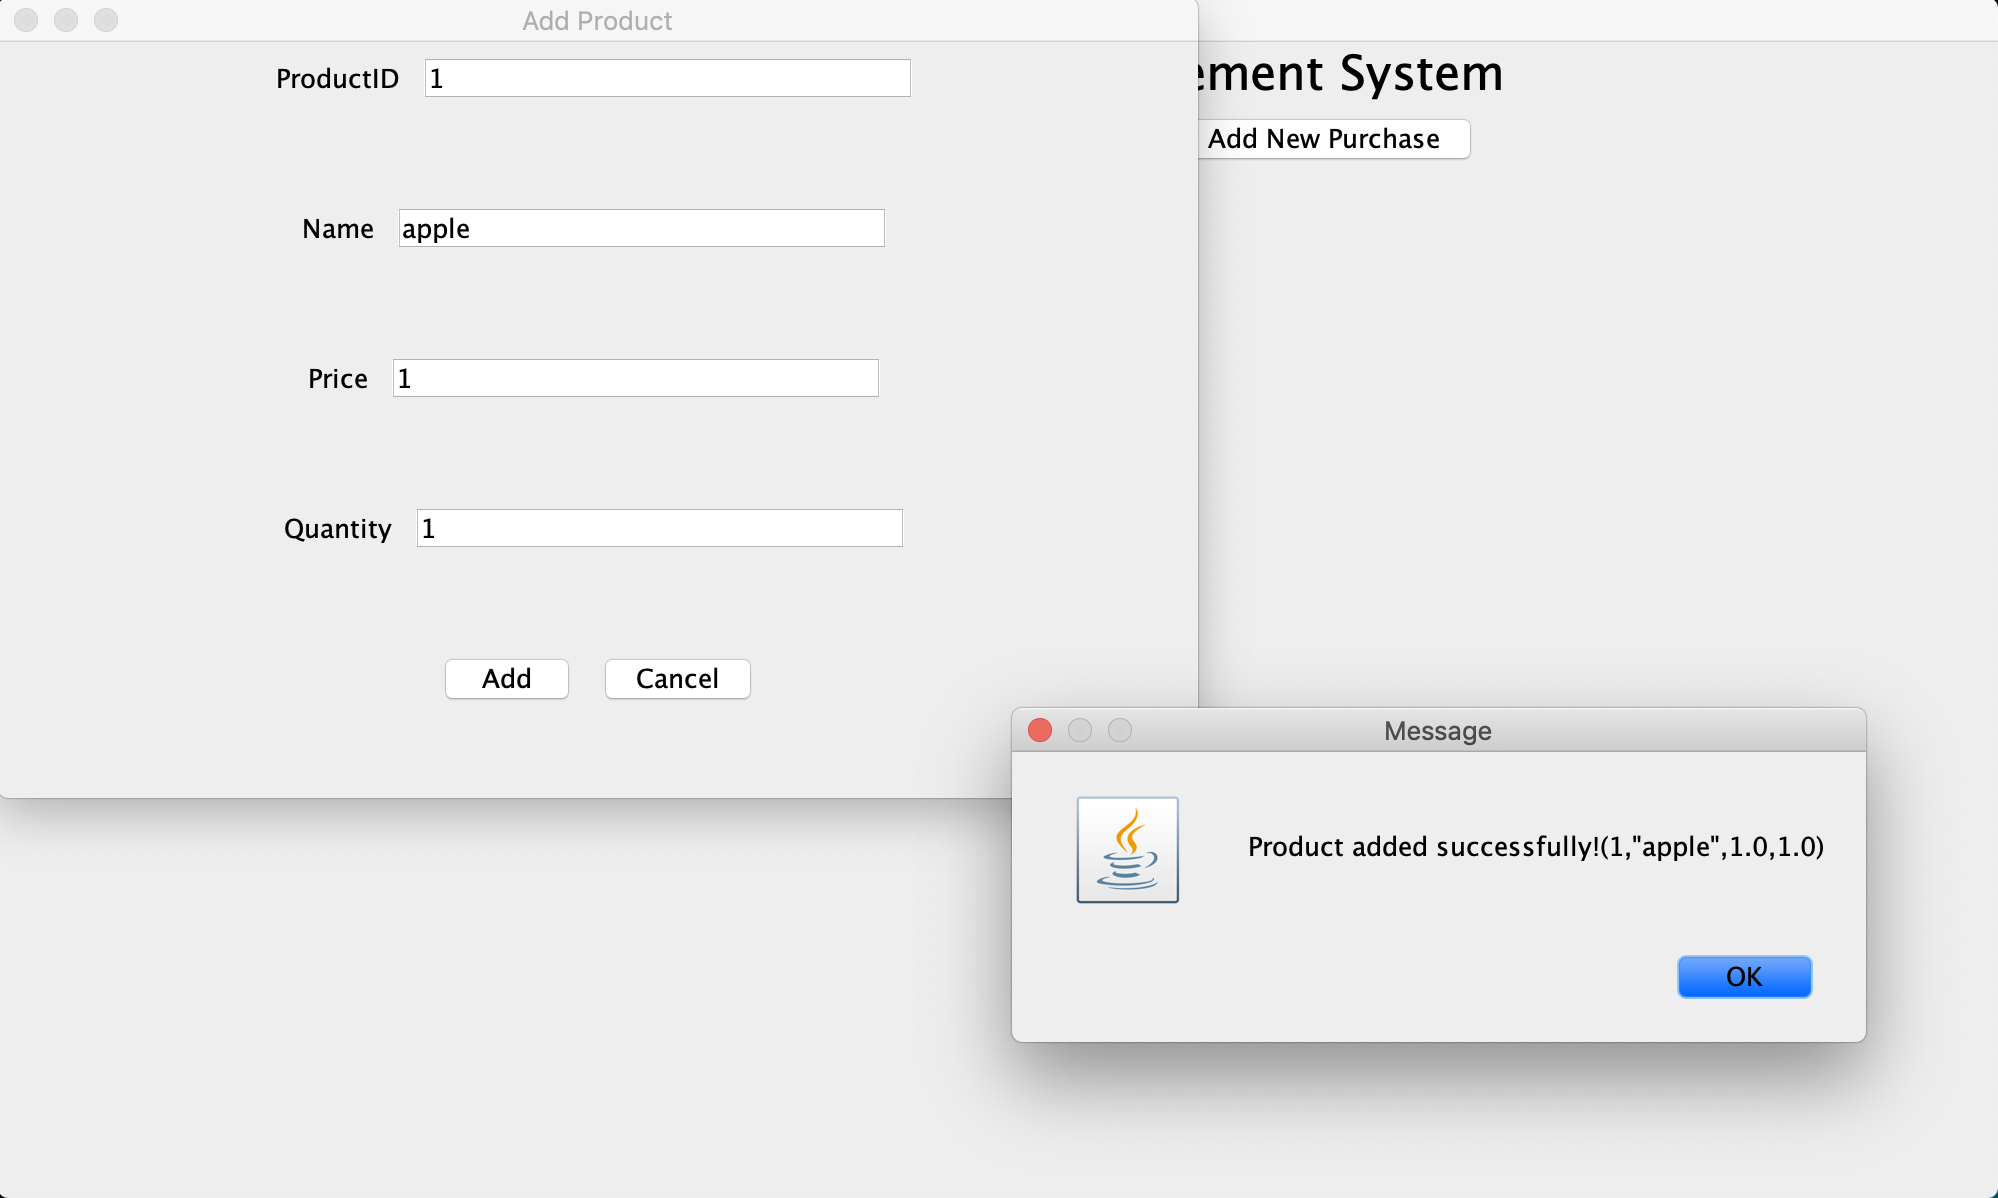 Add Product
ProductID 1
Name apple
Price 1
Quantity 1
Add Cancel
ement System
Add New Purchase
Message
Product added successfully!(1,"apple",1.0,1.0)
OK